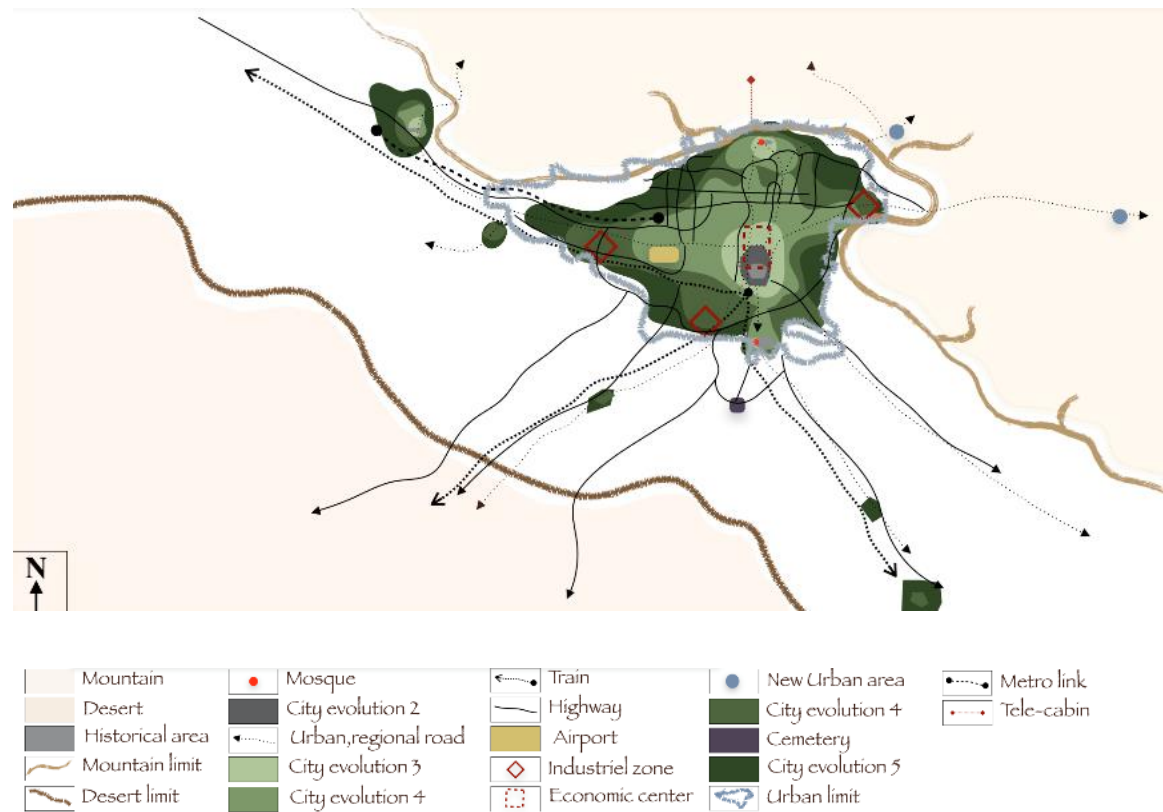 N
Mountain
Desert
Historical area
Mountain limit
Desert limit
Mosque
City evolution 2
Urban,regional road
City evolution 3
City evolution 4
Train
Highway
Airport
Industriel zone
Economic center
New Urban area
City evolution 4
Cemetery
City evolution 5
Urban limit
Metro link
Tele-cabin